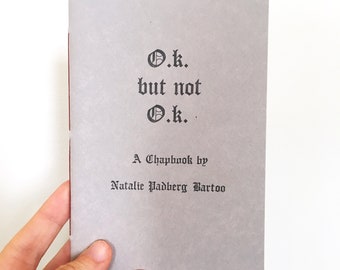 O.k.
but not
O.k.
A Chapbook by
Natalie Padberg Bartoo